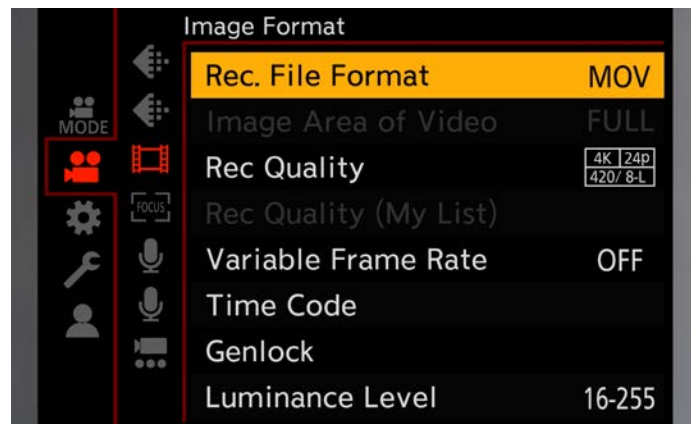 Image Format
Rec. File Format MOV
MODE
Image Area of Video FULL
Rec Quality 4K 24p
420/8-L
FOCUS
Rec Quality (My List)
Variable Frame Rate OFF
Time Code
Genlock
Luminance Level 16-255